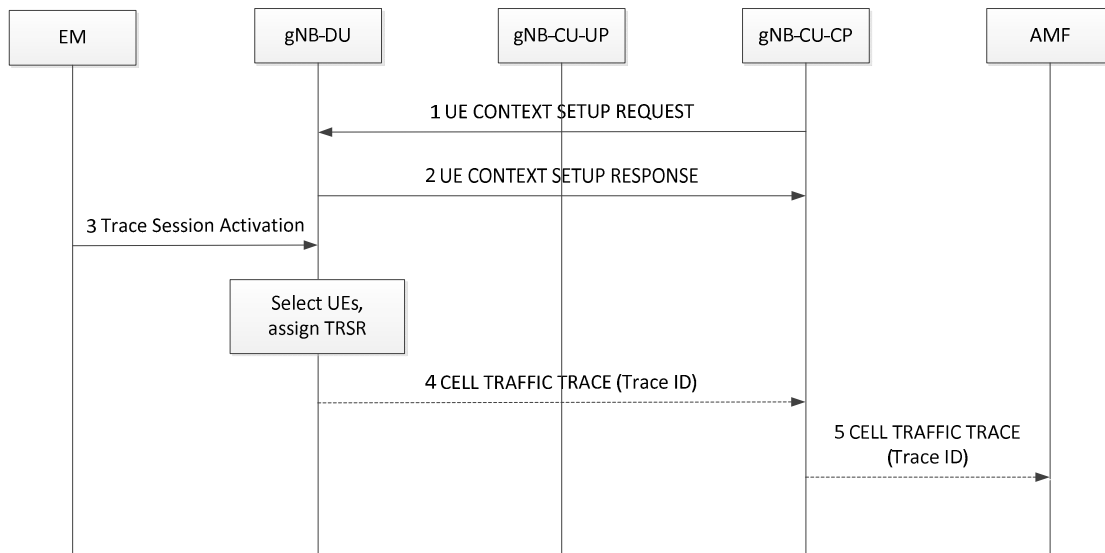 EM
gNB-DU
gNB-CU-UP
gNB-CU-CP
AMF
1 UE CONTEXT SETUP REQUEST
2 UE CONTEXT SETUP RESPONSE
3 Trace Session Activation
Select UEs,
assign TRSR
4 CELL TRAFFIC TRACE (Trace ID)
5 CELL TRAFFIC TRACE
(Trace ID)